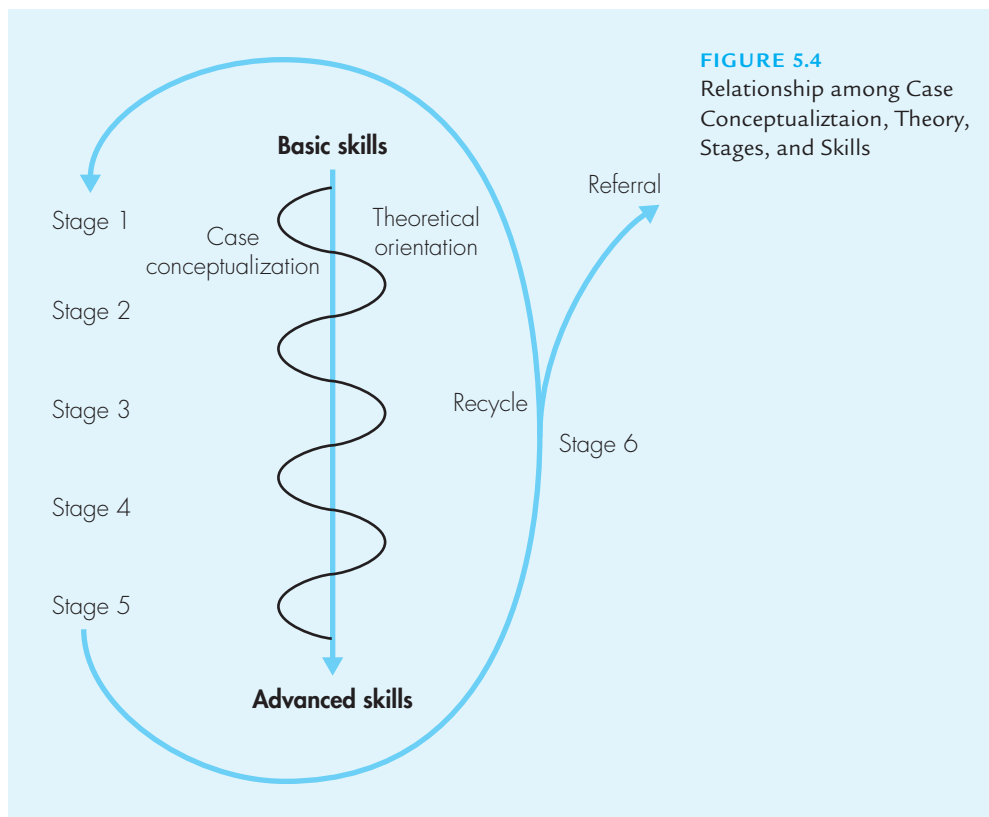 FIGURE 5.4
Relationship among Case
Conceptualiztaion, Theory,
Stages, and Skills
Basic skills
Referral
Stage 1
Case
conceptualization
Theoretical
orientation
Stage 2
Stage 3
Recycle
Stage 6
Stage 4
Stage 5
Advanced skills